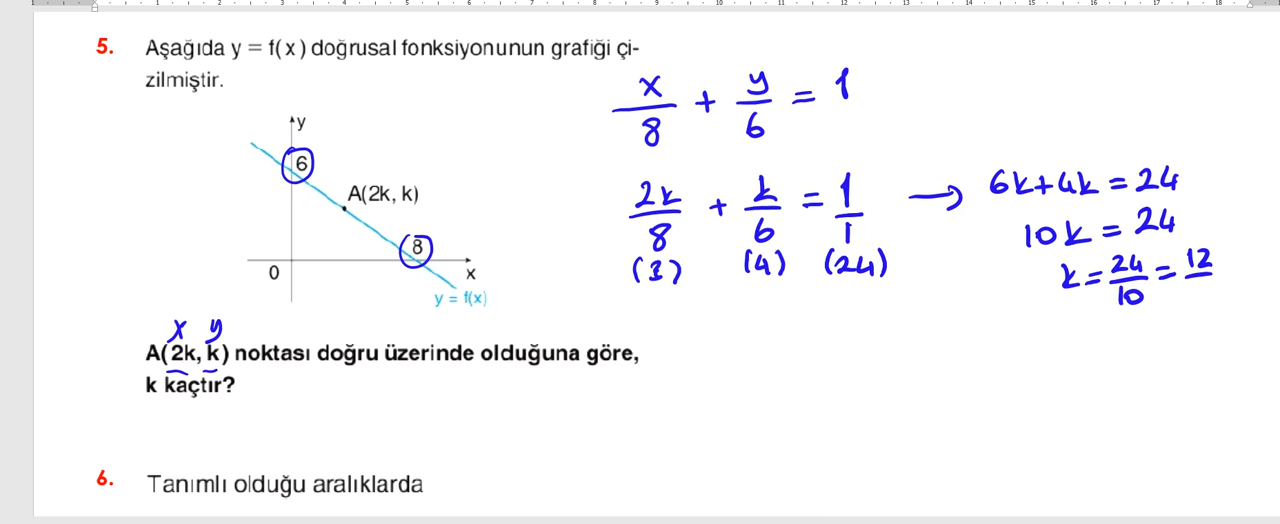 5. Aşağıda y = f(x) doğrusal fonksiyonunun grafiği çi-
zilmiştir.
y
6
A(2k, k)
8
0
x
y = f(x)
x y
A(2k, k) noktası doğru üzerinde olduğuna göre,
k kaçtır?
x/8 + y/6 = 1
2k/8 + k/6 = 1/1
(3) (4) (24)
→ 6k+4k = 24
10k = 24
k = 24/10 = 12
6. Tanımlı olduğu aralıklarda